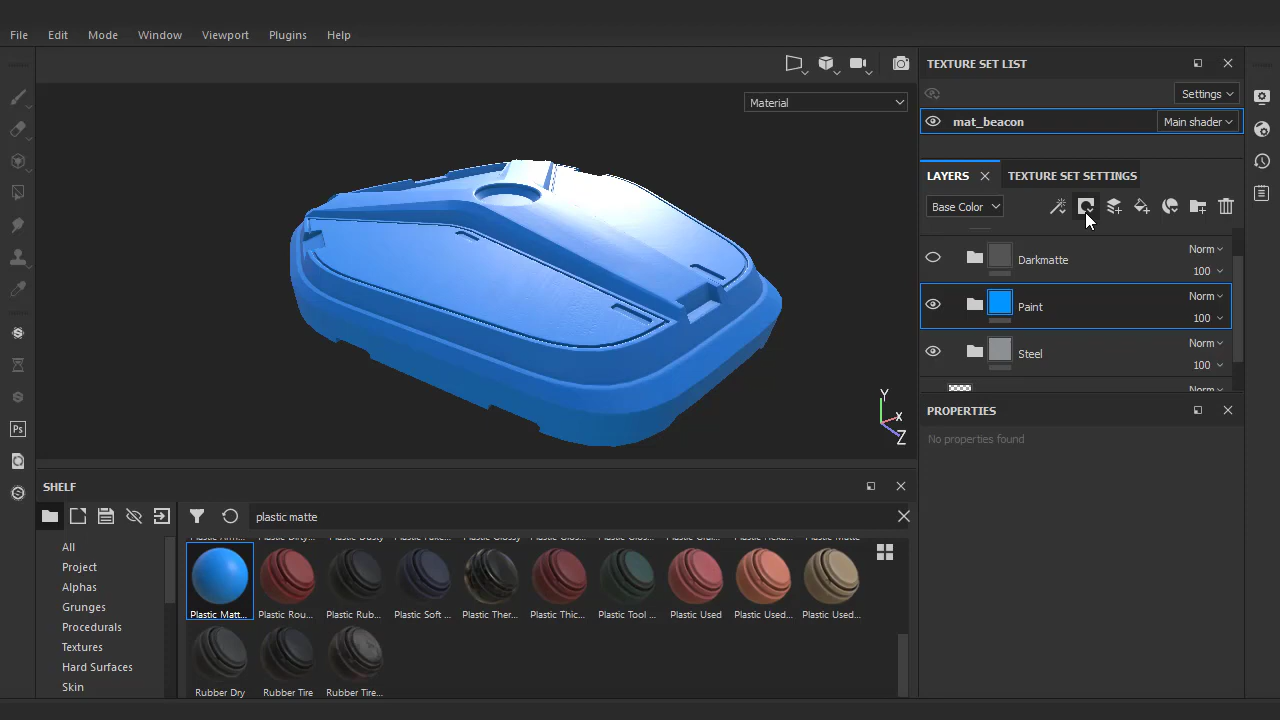 File Edit Mode Window Viewport Plugins Help
TEXTURE SET LIST
Settings
Material
mat_beacon Main shader
LAYERS TEXTURE SET SETTINGS
Base Color
Norm
Darkmatte
100
Norm
Paint
100
Norm
Steel
100
Y
X
Z
PROPERTIES
No properties found
SHELF
Ps
plastic matte
All
Project
Alphas
Grunges
Procedurals
Textures
Hard Surfaces
Skin
Plastic Matt... Plastic Rou... Plastic Rub... Plastic Soft ... Plastic Ther... Plastic Thic... Plastic Tool ... Plastic Used Plastic Used... Plastic Used...
Rubber Dry Rubber Tire Rubber Tire...